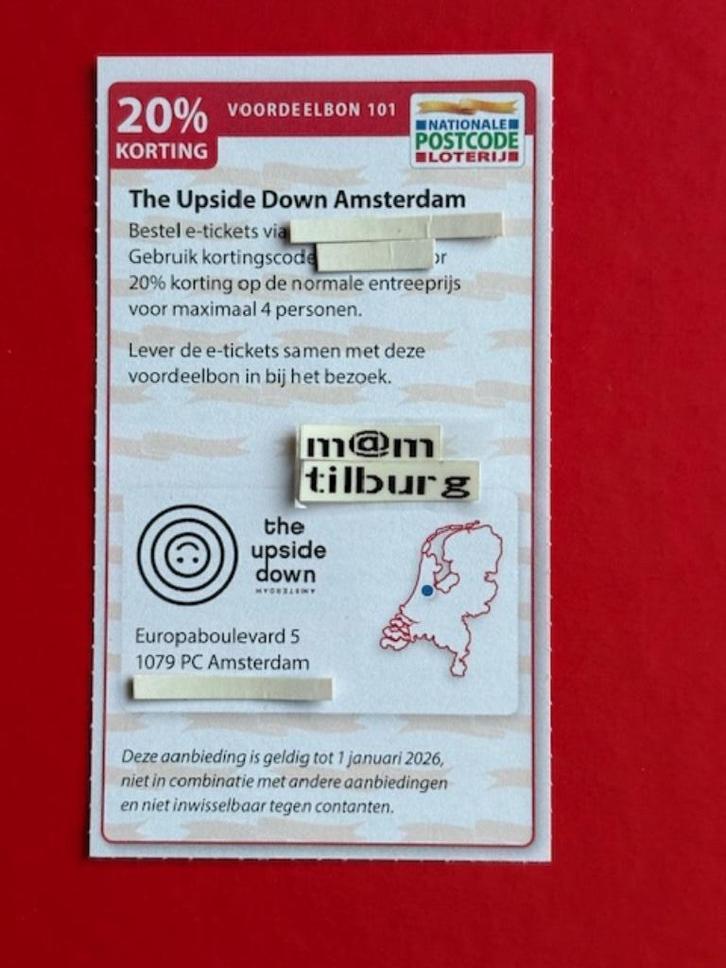 20%
KORTING
VOORDEELBON 101
NATIONALE
POSTCODE
LOTERIJ
The Upside Down Amsterdam
Bestel e-tickets via
Gebruik kortingscode
20% korting op de normale entreeprijs
voor maximaal 4 personen.
Lever de e-tickets samen met deze
voordeelbon in bij het bezoek.
m@m
tilburg
the
upside
down
AMSTERDAM
Europaboulevard 5
1079 PC Amsterdam
Deze aanbieding is geldig tot 1 januari 2026,
niet in combinatie met andere aanbiedingen
en niet inwisselbaar tegen contanten.